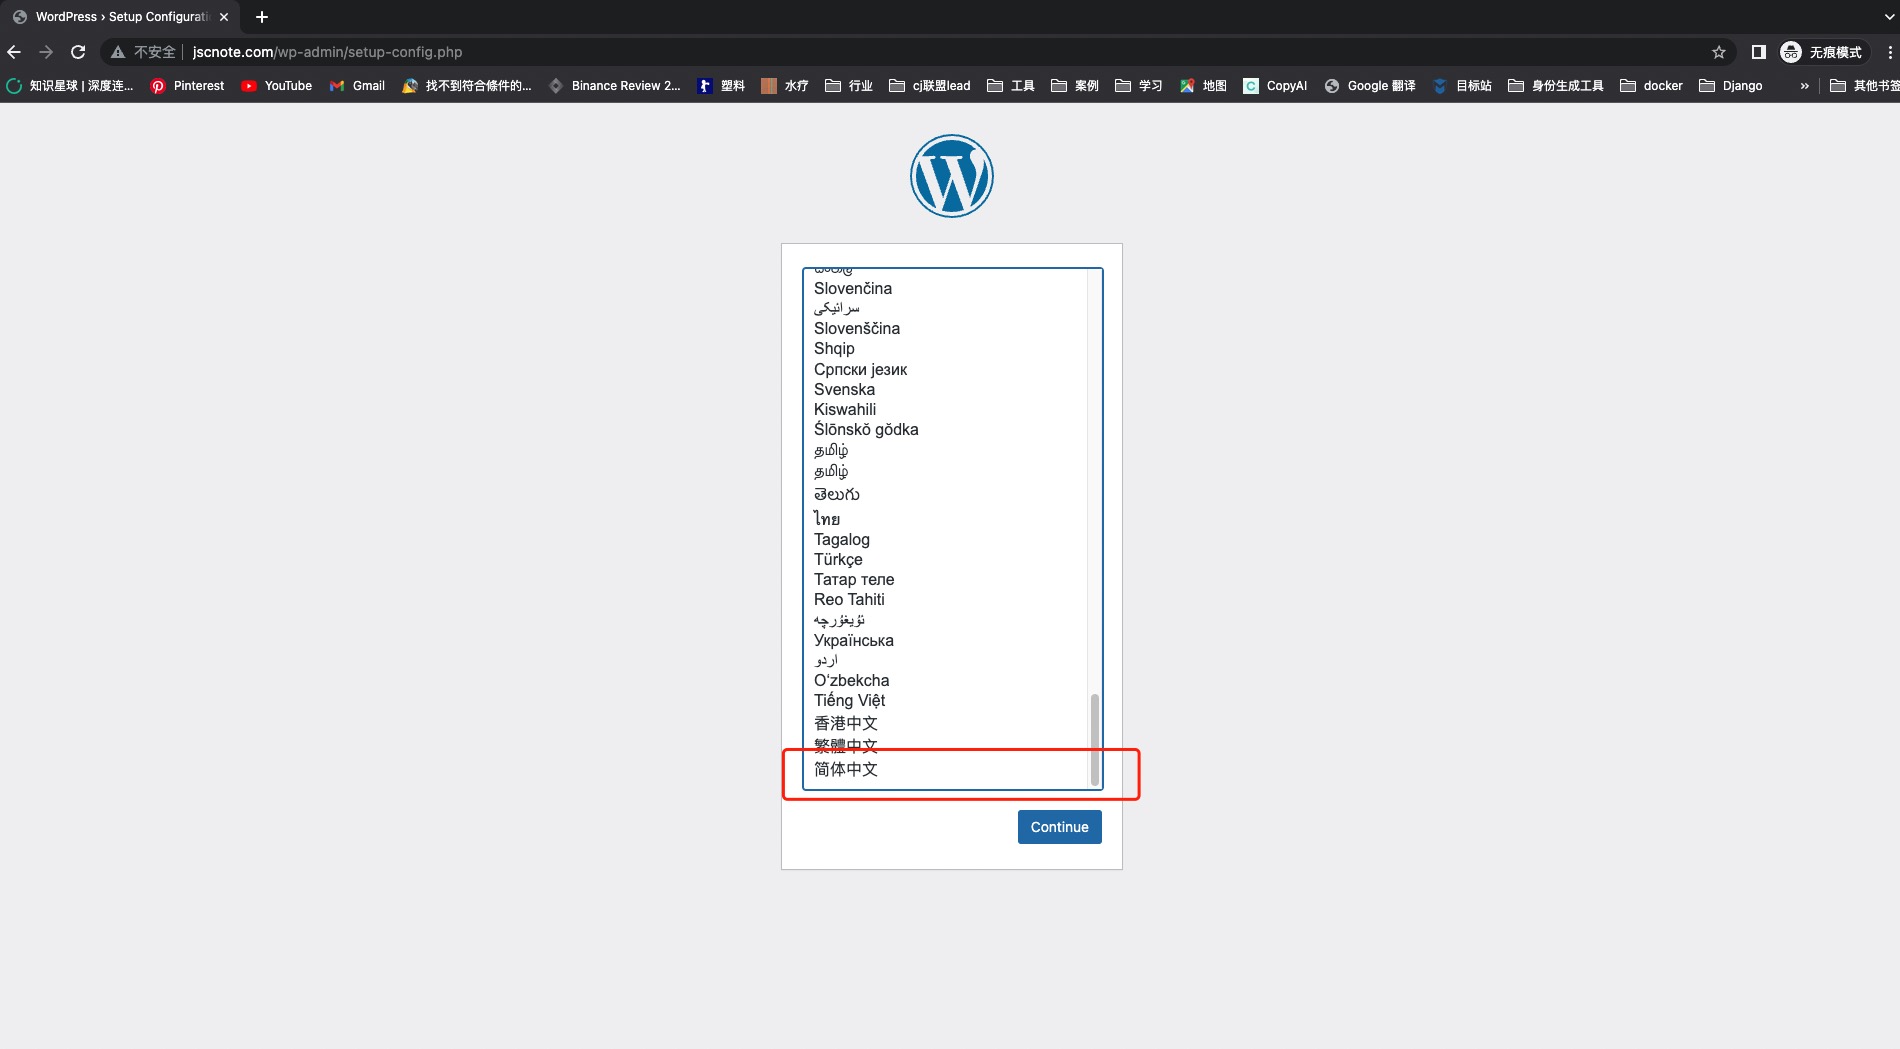 WordPress › Setup Configurati
不安全
jscnote.com/wp-admin/setup-config.php
无痕模式
知识星球 | 深度连...
Pinterest
YouTube
Gmail
找不到符合條件的...
Binance Review 2...
塑料
水疗
行业
cj联盟lead
工具
案例
学习
地图
CopyAI
Google 翻译
目标站
身份生成工具
docker
Django
»
其他书签
Slovenčina
سرائیکی
Slovenščina
Shqip
Српски језик
Svenska
Kiswahili
Ślōnskŏ gŏdka
தமிழ்
தமிழ்
తెలుగు
ไทย
Tagalog
Türkçe
Татар теле
Reo Tahiti
ئۇيغۇرچە
Українська
اردو
O‘zbekcha
Tiếng Việt
香港中文
繁體中文
简体中文
Continue